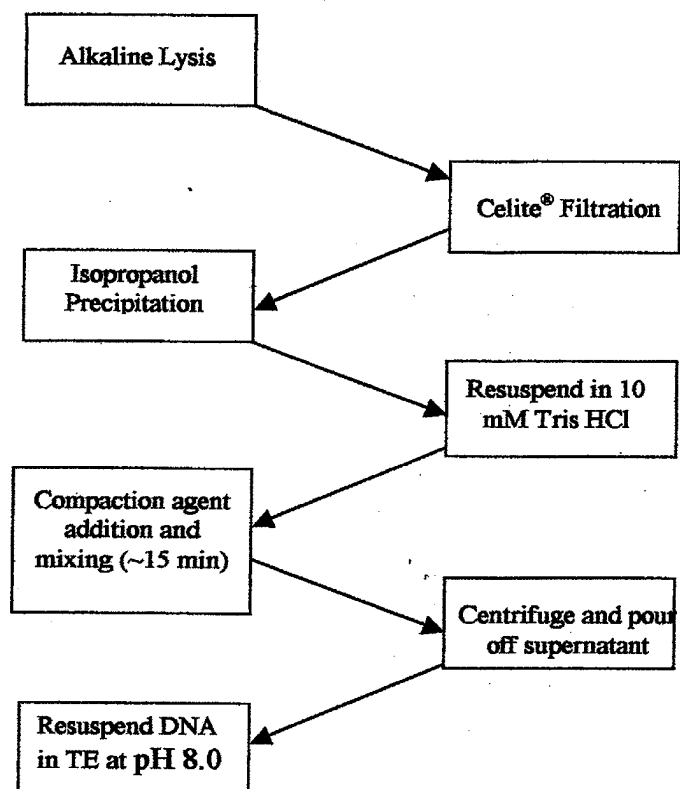 Alkaline Lysis
Celite® Filtration
Isopropanol
Precipitation
Resuspend in 10
mM Tris HCl
Compaction agent
addition and
mixing (~15 min)
Centrifuge and pour
off supernatant
Resuspend DNA
in TE at pH 8.0